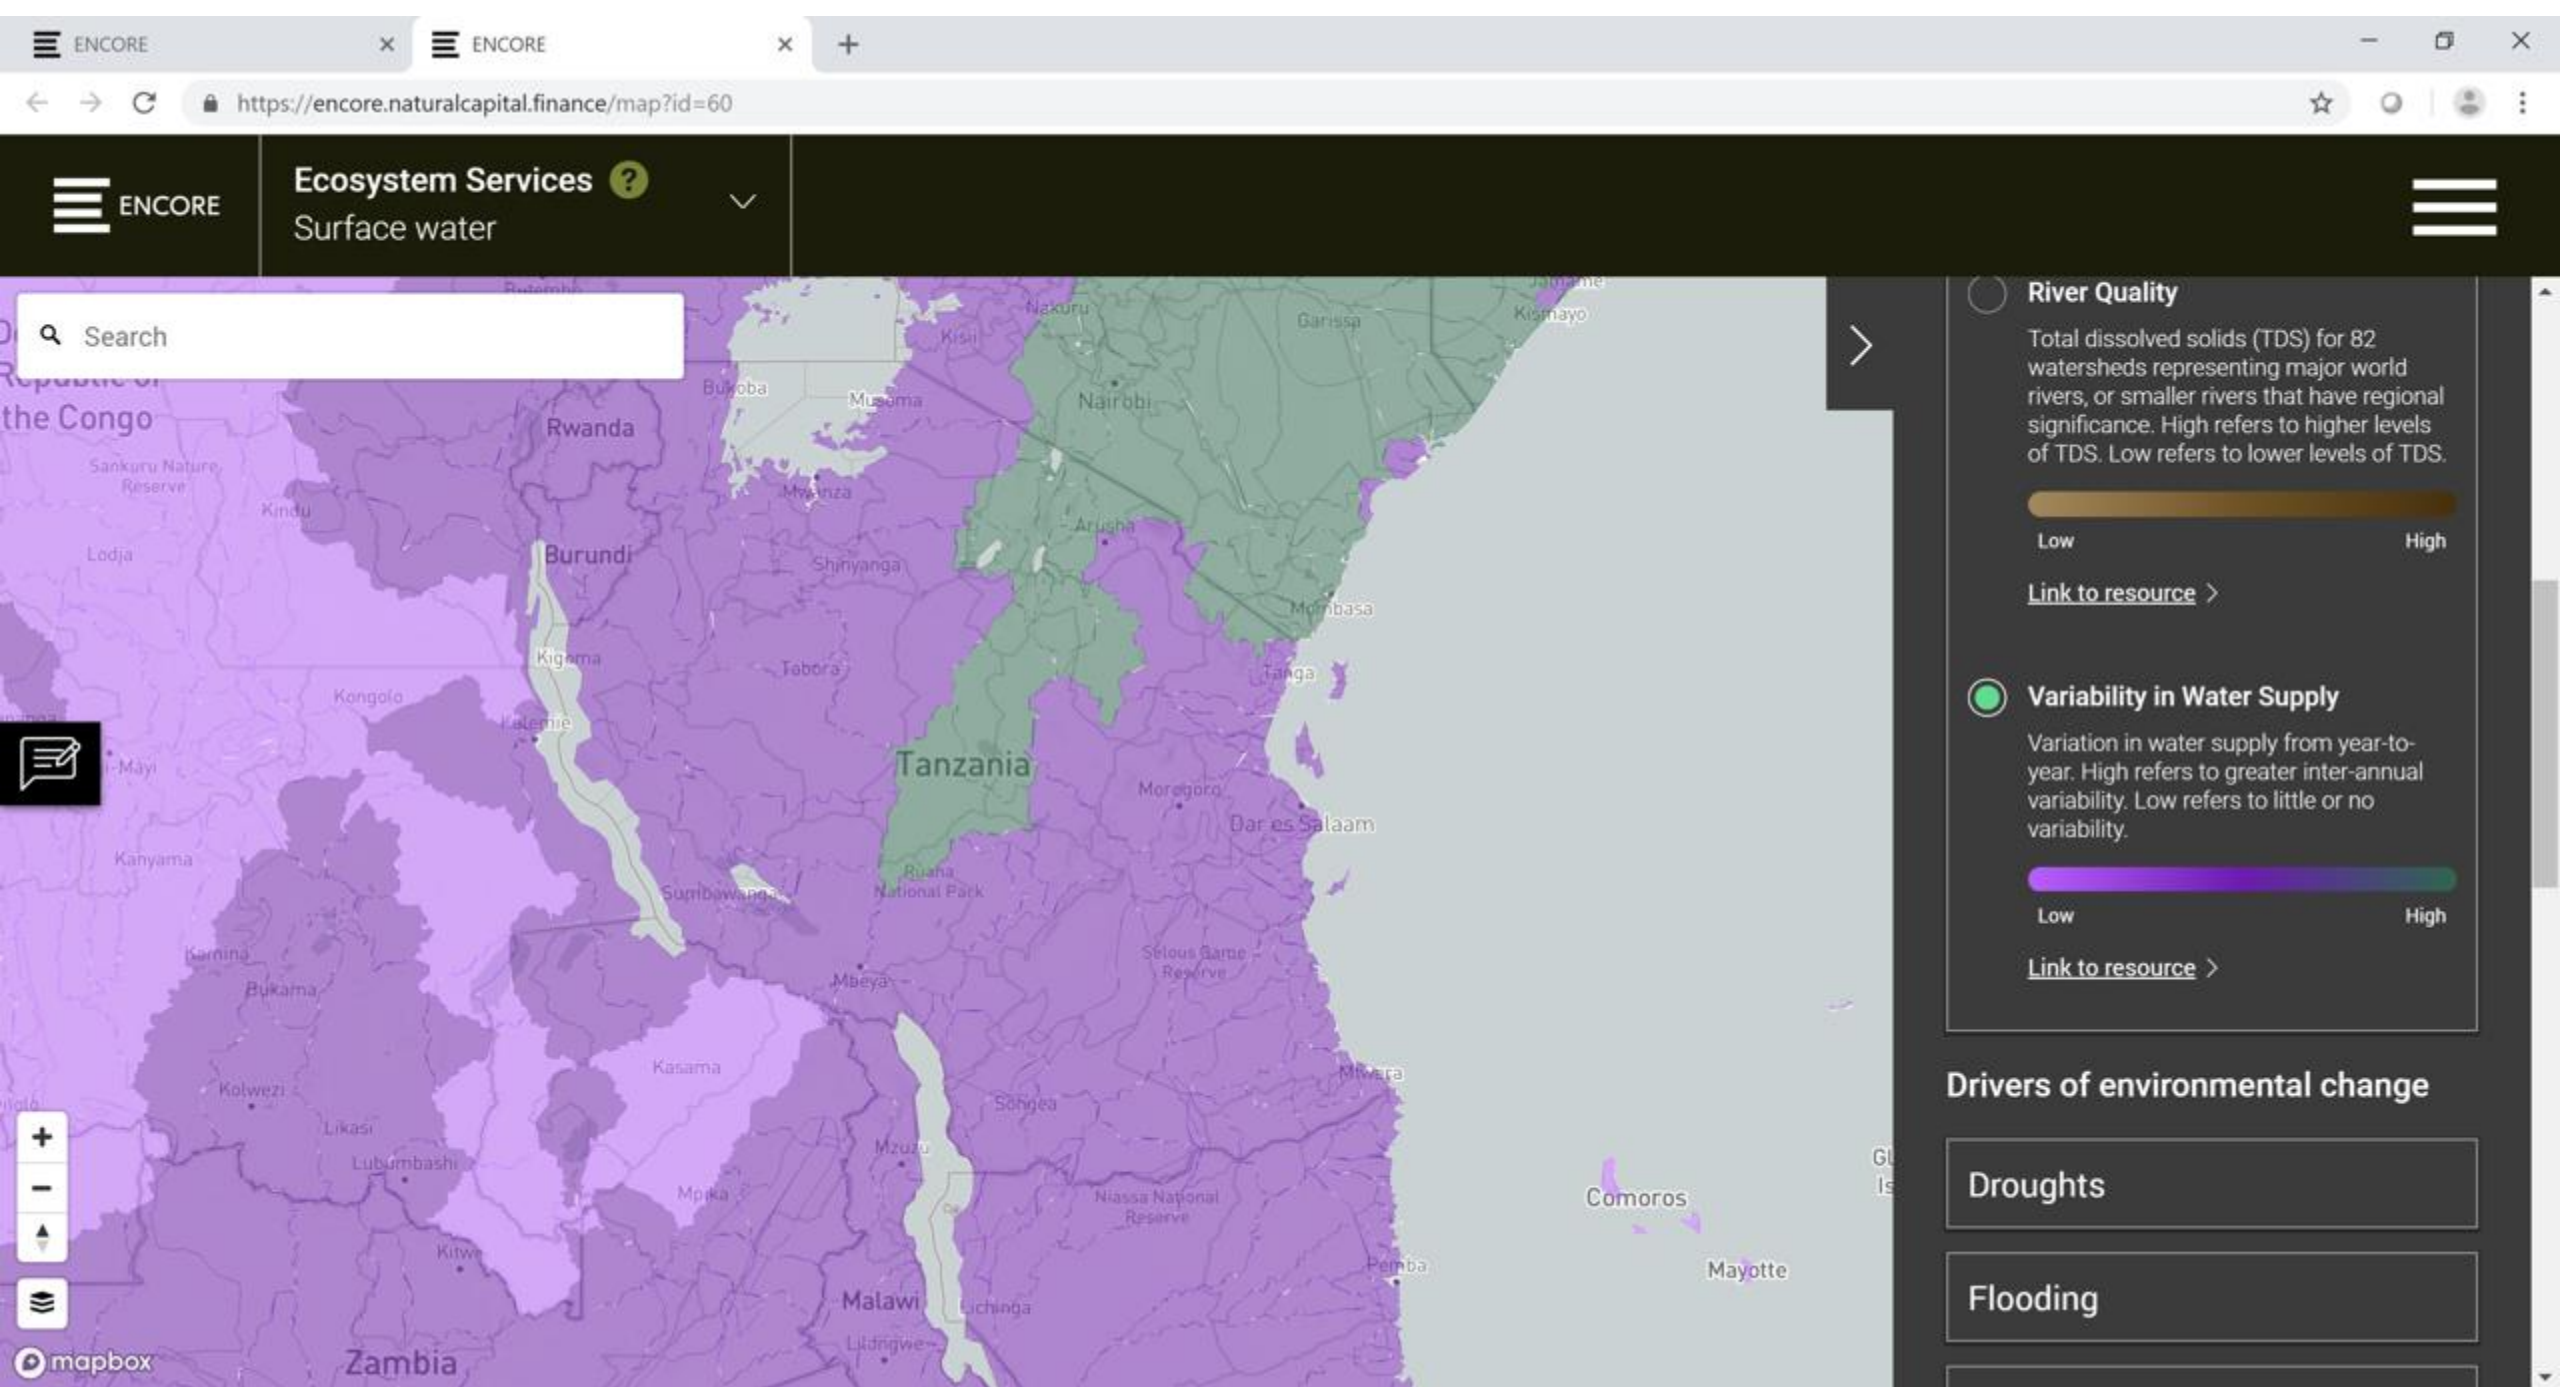 ENCORE
ENCORE
https://encore.naturalcapital.finance/map?id=60
ENCORE
Ecosystem Services ?
Surface water
Search
Republic of
the Congo
Sankuru Nature
Reserve
Kindu
Lodja
Rwanda
Burundi
Bukoba
Musoma
Kisii
Mwanza
Shinyanga
Nakuru
Nairobi
Garissa
Kismayo
Arusha
Mombasa
Kigoma
Tabora
Tanga
Kongolo
Kalemie
Tanzania
Morogoro
Dar es Salaam
Kanyama
Ruaha
National Park
Sumbawanga
Kamina
Bukama
Mbeya
Selous Game
Reserve
Kasama
Mtwara
Kolwezi
Songea
Likasi
Lubumbashi
Mzuzu
Mpika
Niassa National
Reserve
Comoros
Kitwe
Pemba
Mayotte
Malawi
Lichinga
Lilongwe
Zambia
mapbox
River Quality
Total dissolved solids (TDS) for 82
watersheds representing major world
rivers, or smaller rivers that have regional
significance. High refers to higher levels
of TDS. Low refers to lower levels of TDS.
Low High
Link to resource >
Variability in Water Supply
Variation in water supply from year-to-
year. High refers to greater inter-annual
variability. Low refers to little or no
variability.
Low High
Link to resource >
Drivers of environmental change
Droughts
Flooding